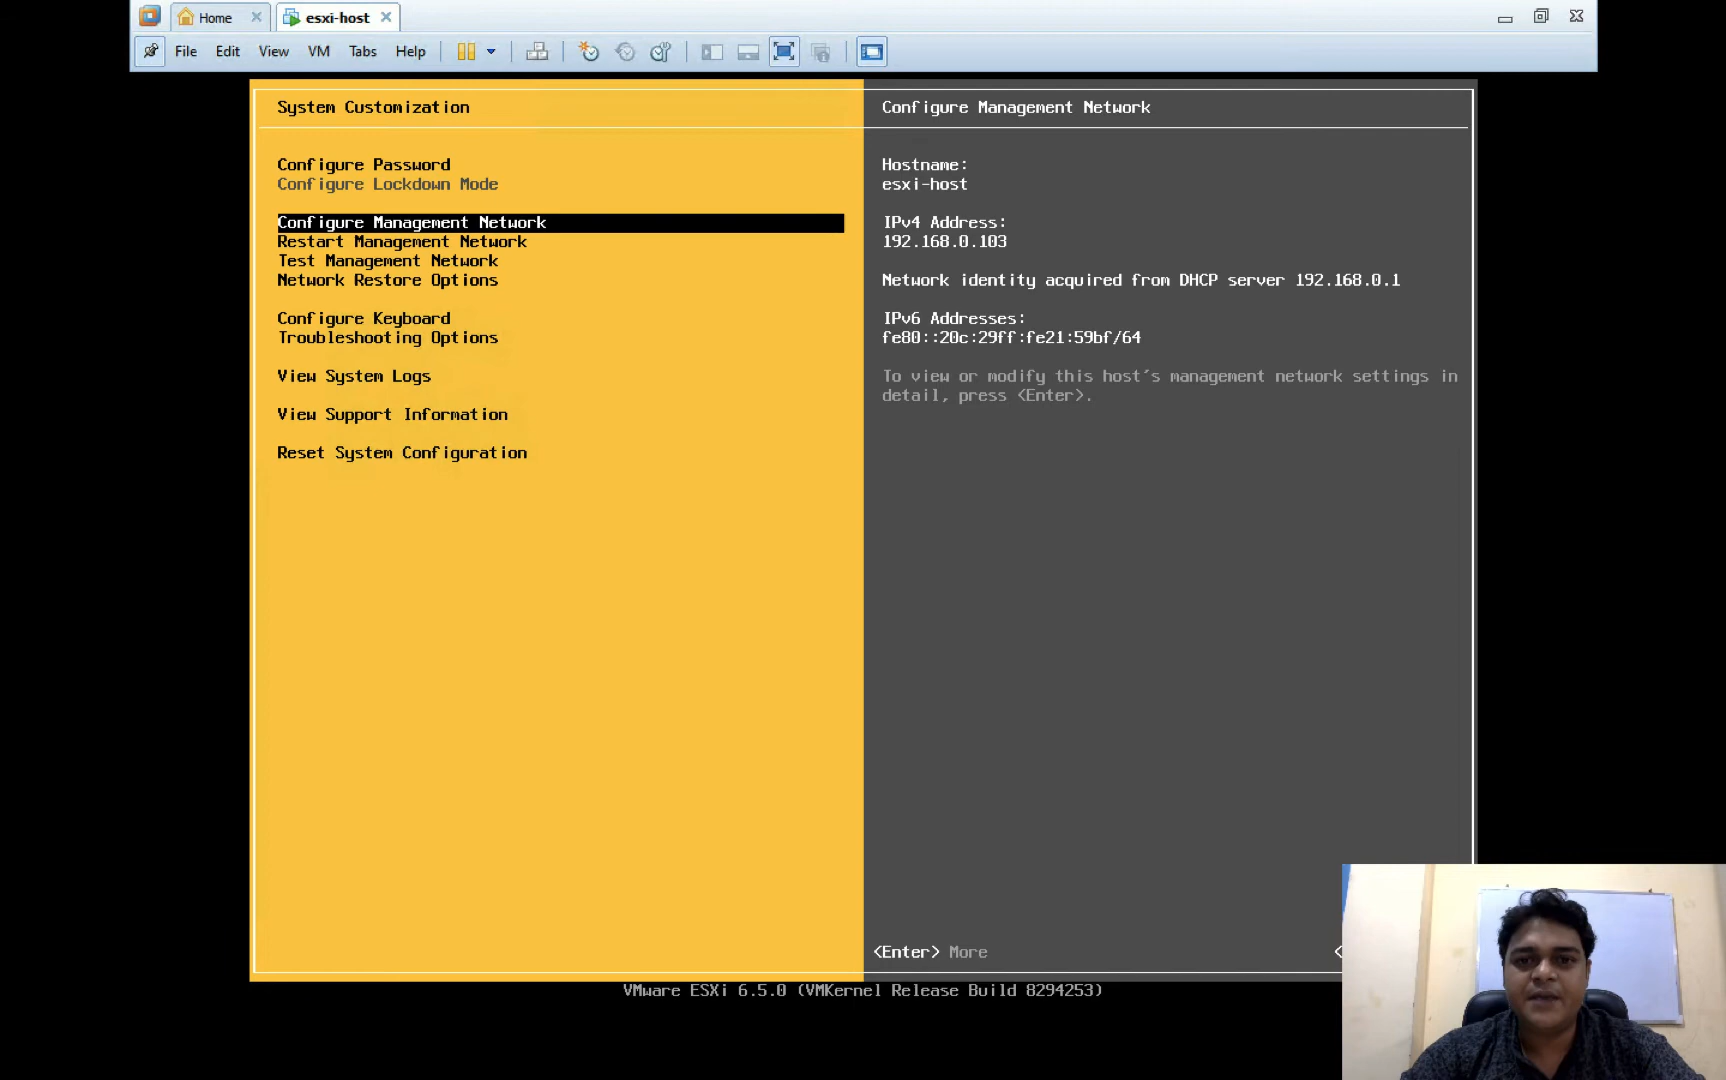 Home
esxi-host
File Edit View VM Tabs Help
System Customization
Configure Password
Configure Lockdown Mode
Configure Management Network
Restart Management Network
Test Management Network
Network Restore Options
Configure Keyboard
Troubleshooting Options
View System Logs
View Support Information
Reset System Configuration
Configure Management Network
Hostname:
esxi-host
IPv4 Address:
192.168.0.103
Network identity acquired from DHCP server 192.168.0.1
IPv6 Addresses:
fe80::20c:29ff:fe21:59bf/64
To view or modify this host's management network settings in
detail, press <Enter>.
<Enter> More
<
VMware ESXi 6.5.0 (VMKernel Release Build 8294253)